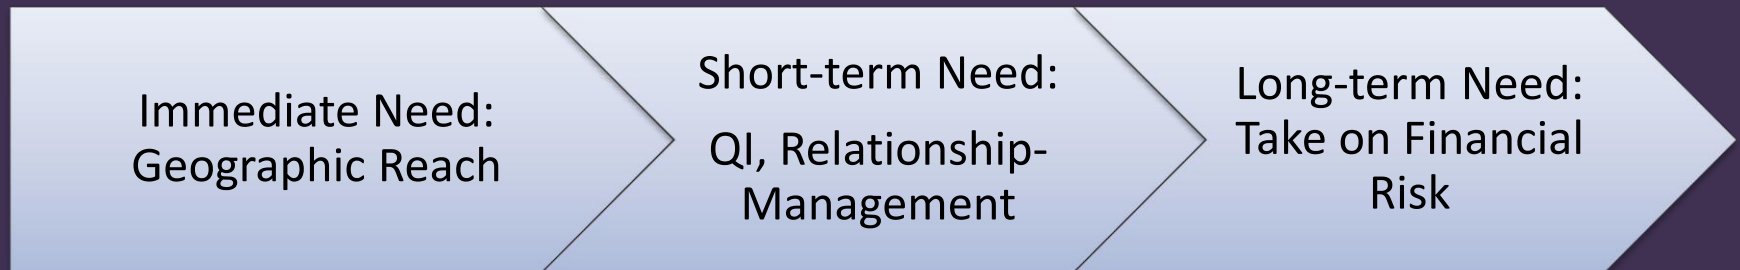 Immediate Need:
Geographic Reach
Short-term Need:
QI, Relationship-
Management
Long-term Need:
Take on Financial
Risk